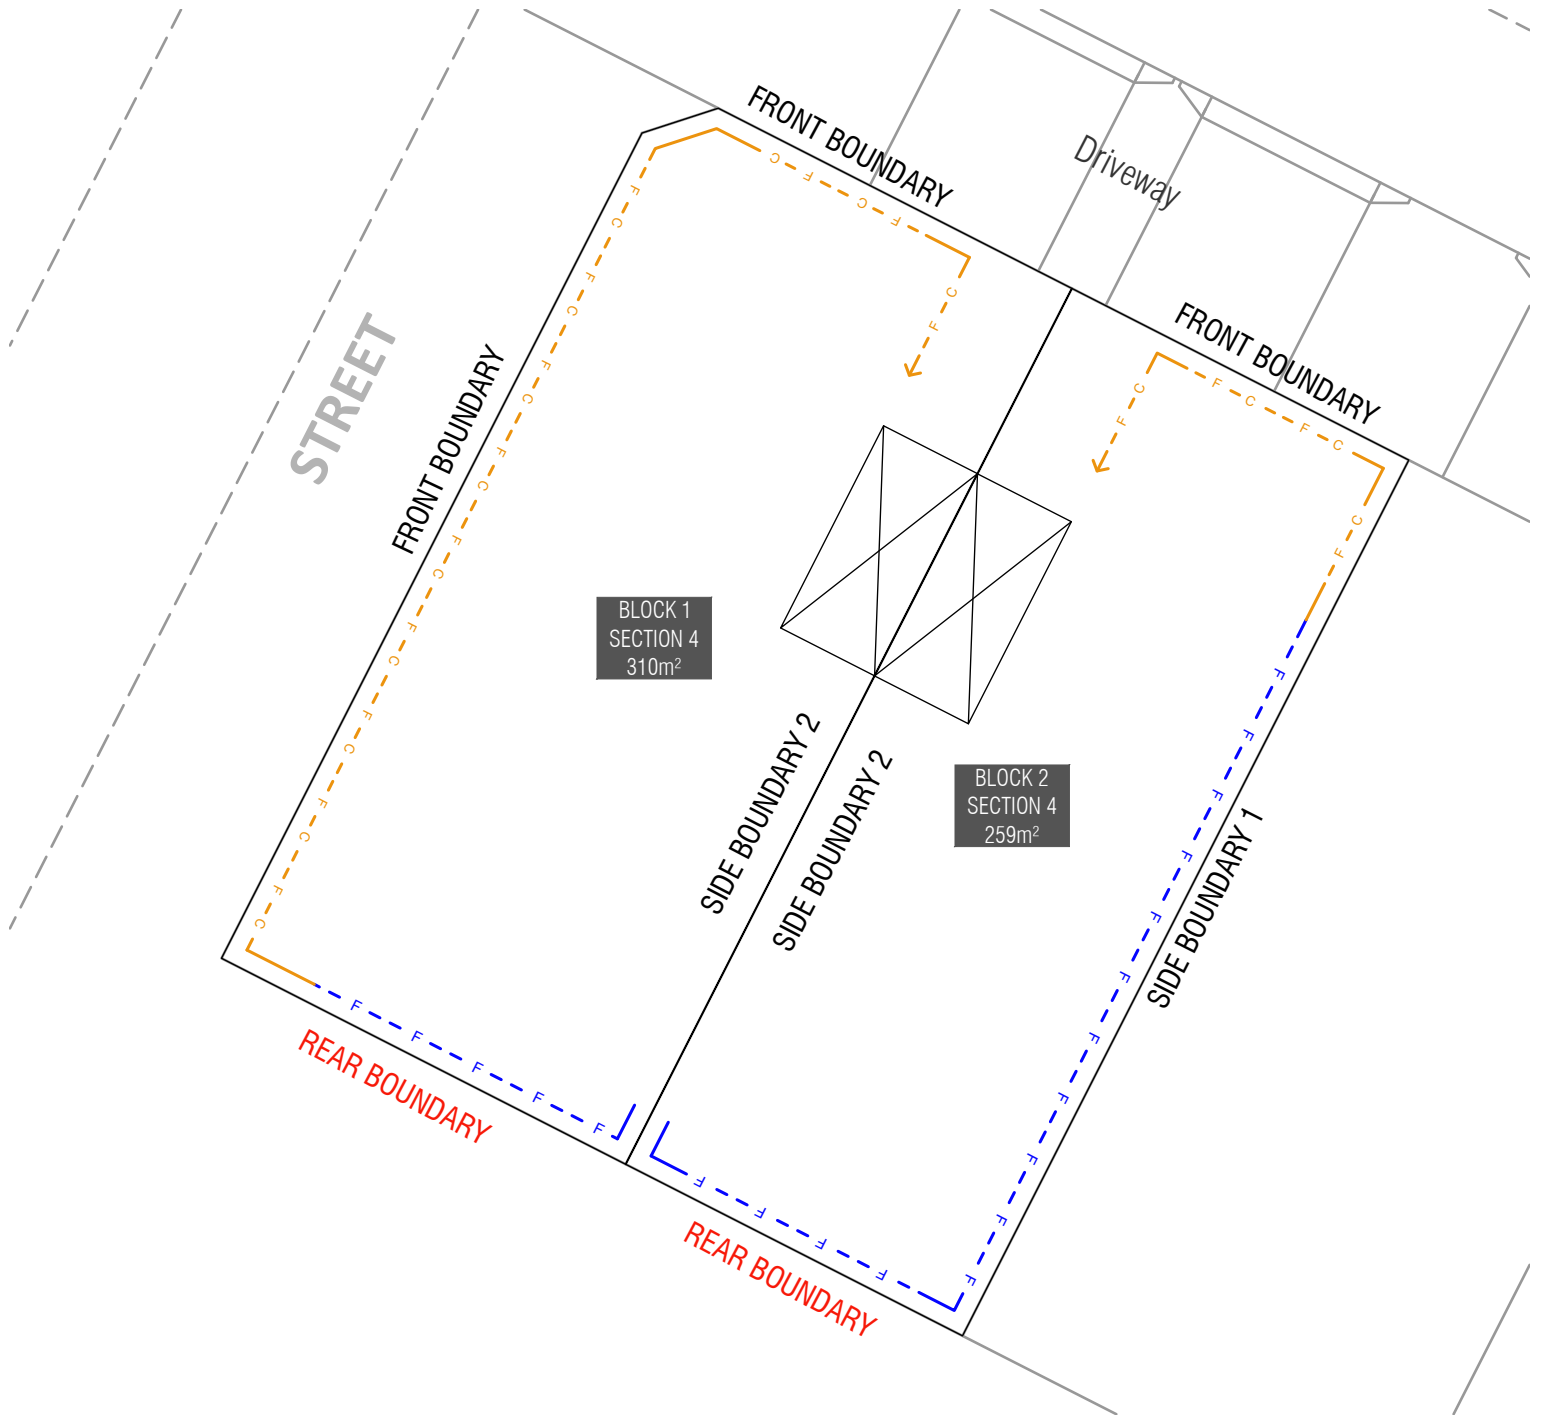 FRONT BOUNDARY
Driveway
FRONT BOUNDARY
STREET
FRONT BOUNDARY
BLOCK 1
SECTION 4
310m²
SIDE BOUNDARY 2
SIDE BOUNDARY 2
BLOCK 2
SECTION 4
259m²
SIDE BOUNDARY 1
REAR BOUNDARY
REAR BOUNDARY
C F C F
C F
F C F C F C F C F C F C F C F C F C
C F
F C F C
C F
F F F F F F F F F F F
F F F F F
F F F F